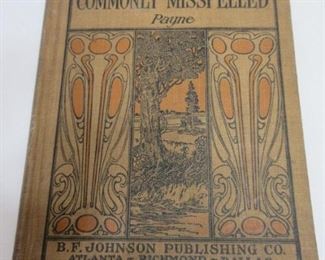 COMMONLY MISSPELLED
Payne
B.F. JOHNSON PUBLISHING CO.
ATLANTA - RICHMOND - DALLAS